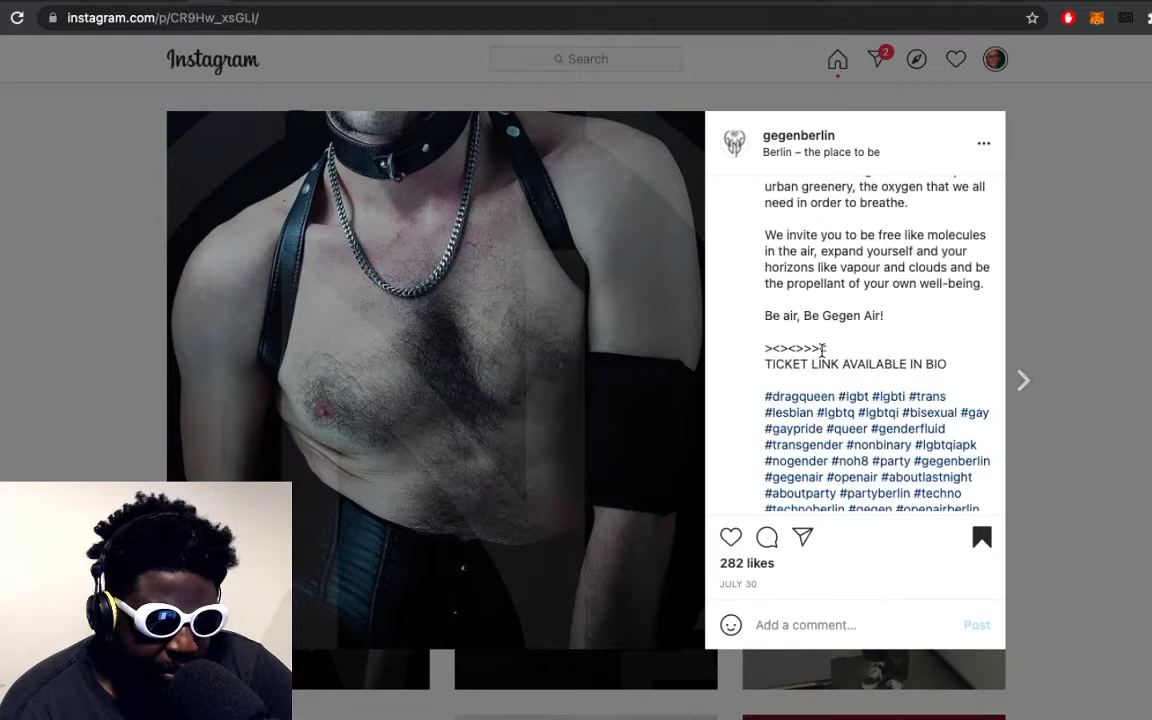 instagram.com/p/CR9Hw_xsGLI/
Instagram
Search
2
gegenberlin
Berlin – the place to be
urban greenery, the oxygen that we all
need in order to breathe.
We invite you to be free like molecules
in the air, expand yourself and your
horizons like vapour and clouds and be
the propellant of your own well-being.
Be air, Be Gegen Air!
TICKET LINK AVAILABLE IN BIO
#dragqueen #lgbt #lgbti #trans
#lesbian #lgbtq #lgbtqi #bisexual #gay
#gaypride #queer #genderfluid
#transgender #nonbinary #lgbtqiapk
#nogender #noh8 #party #gegenberlin
#gegenair #openair #aboutlastnight
#aboutparty #partyberlin #techno
#technoberlin #gegen #openairberlin
282 likes
JULY 30
Add a comment...
Post